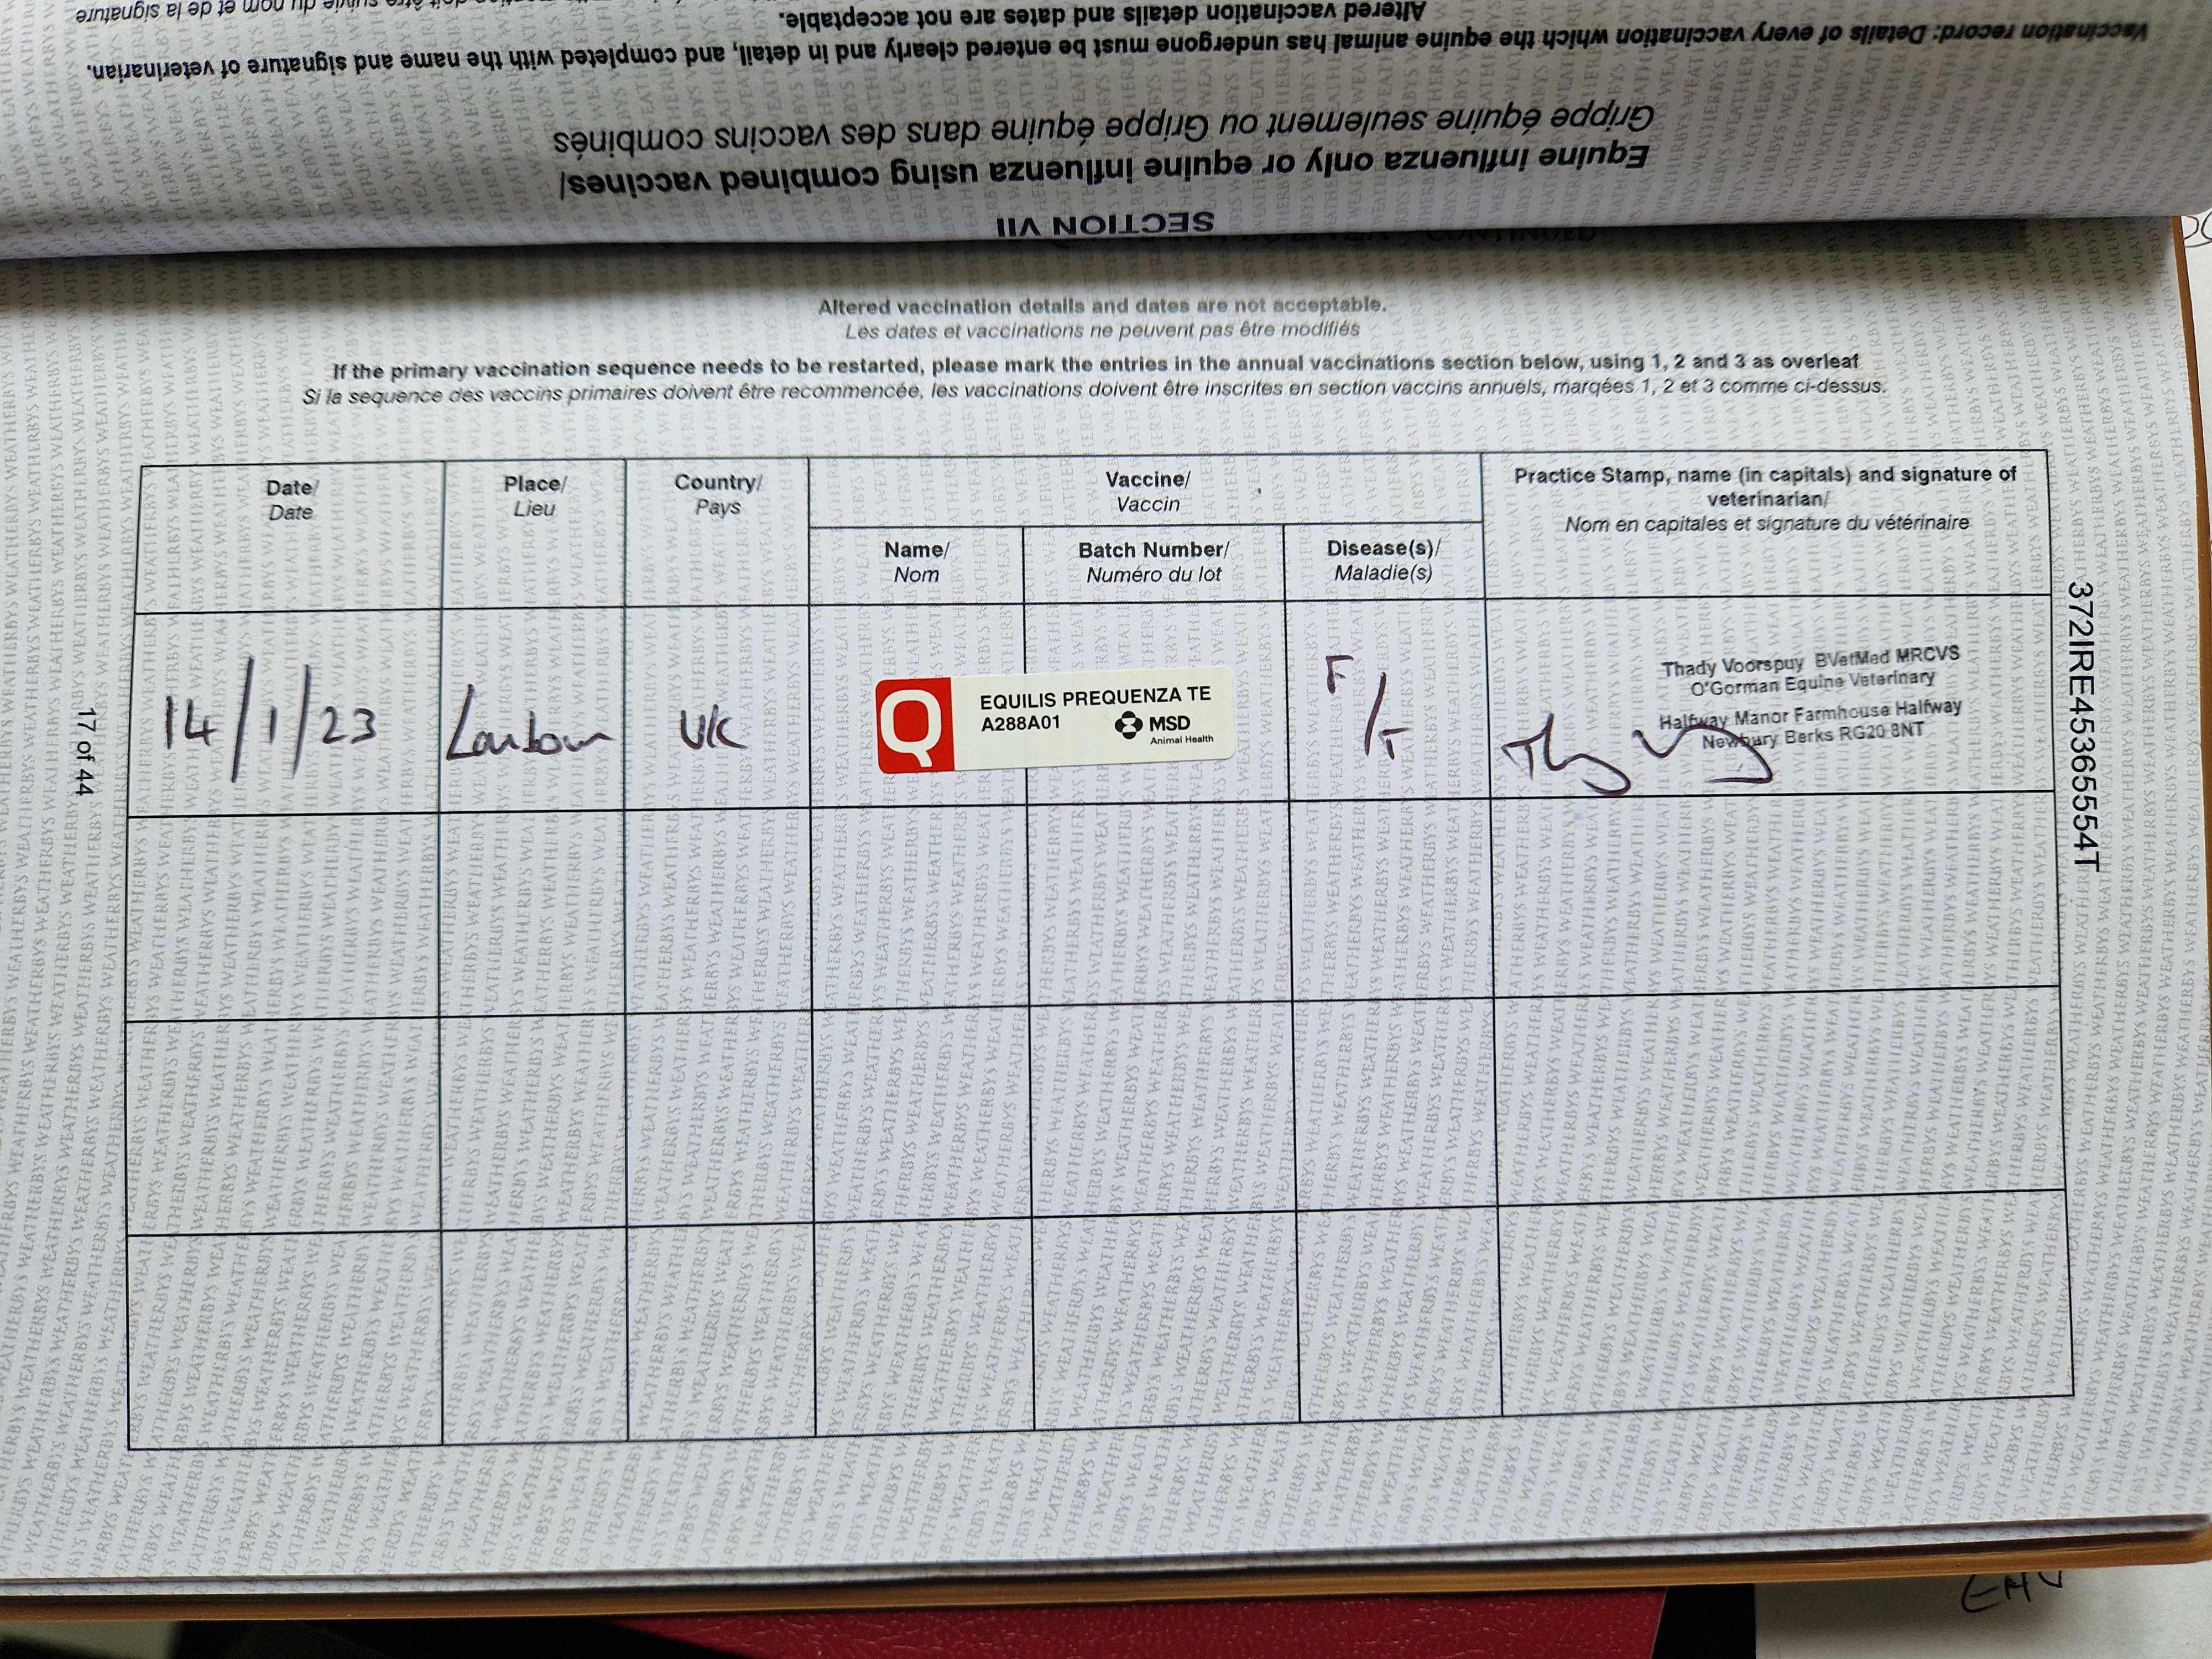 Vaccination record: Details of every vaccination which the equine animal has undergone must be entered clearly and in detail, and completed with the name and signature of veterinarian.
Altered vaccination details and dates are not acceptable.
suivie du nom et de la signature
SECTION VII
Equine influenza only or equine influenza using combined vaccines/
Grippe équine seulement ou Grippe équine dans des vaccins combinés
Altered vaccination details and dates are not acceptable.
Les dates et vaccinations ne peuvent pas être modifiés
If the primary vaccination sequence needs to be restarted, please mark the entries in the annual vaccinations section below, using 1, 2 and 3 as overleaf
Si la sequence des vaccins primaires doivent être recommencée, les vaccinations doivent être inscrites en section vaccins annuels, marqées 1, 2 et 3 comme ci-dessus.
Date/
Date
Place/
Lieu
Country/
Pays
Vaccine/
Vaccin
Name/
Nom
Batch Number/
Numéro du lot
Disease(s)/
Maladie(s)
Practice Stamp, name (in capitals) and signature of
veterinarian/
Nom en capitales et signature du vétérinaire
14/1/23
UK
Q
EQUILIS PREQUENZA TE
A288A01
MSD
Animal Health
F/T
Thady Voorspuy BVetMed MRCVS
O'Gorman Equine Veterinary
Halfway Manor Farmhouse Halfway
Newbury Berks RG20 8NT
17 of 44
372IRE45365554T
EHV